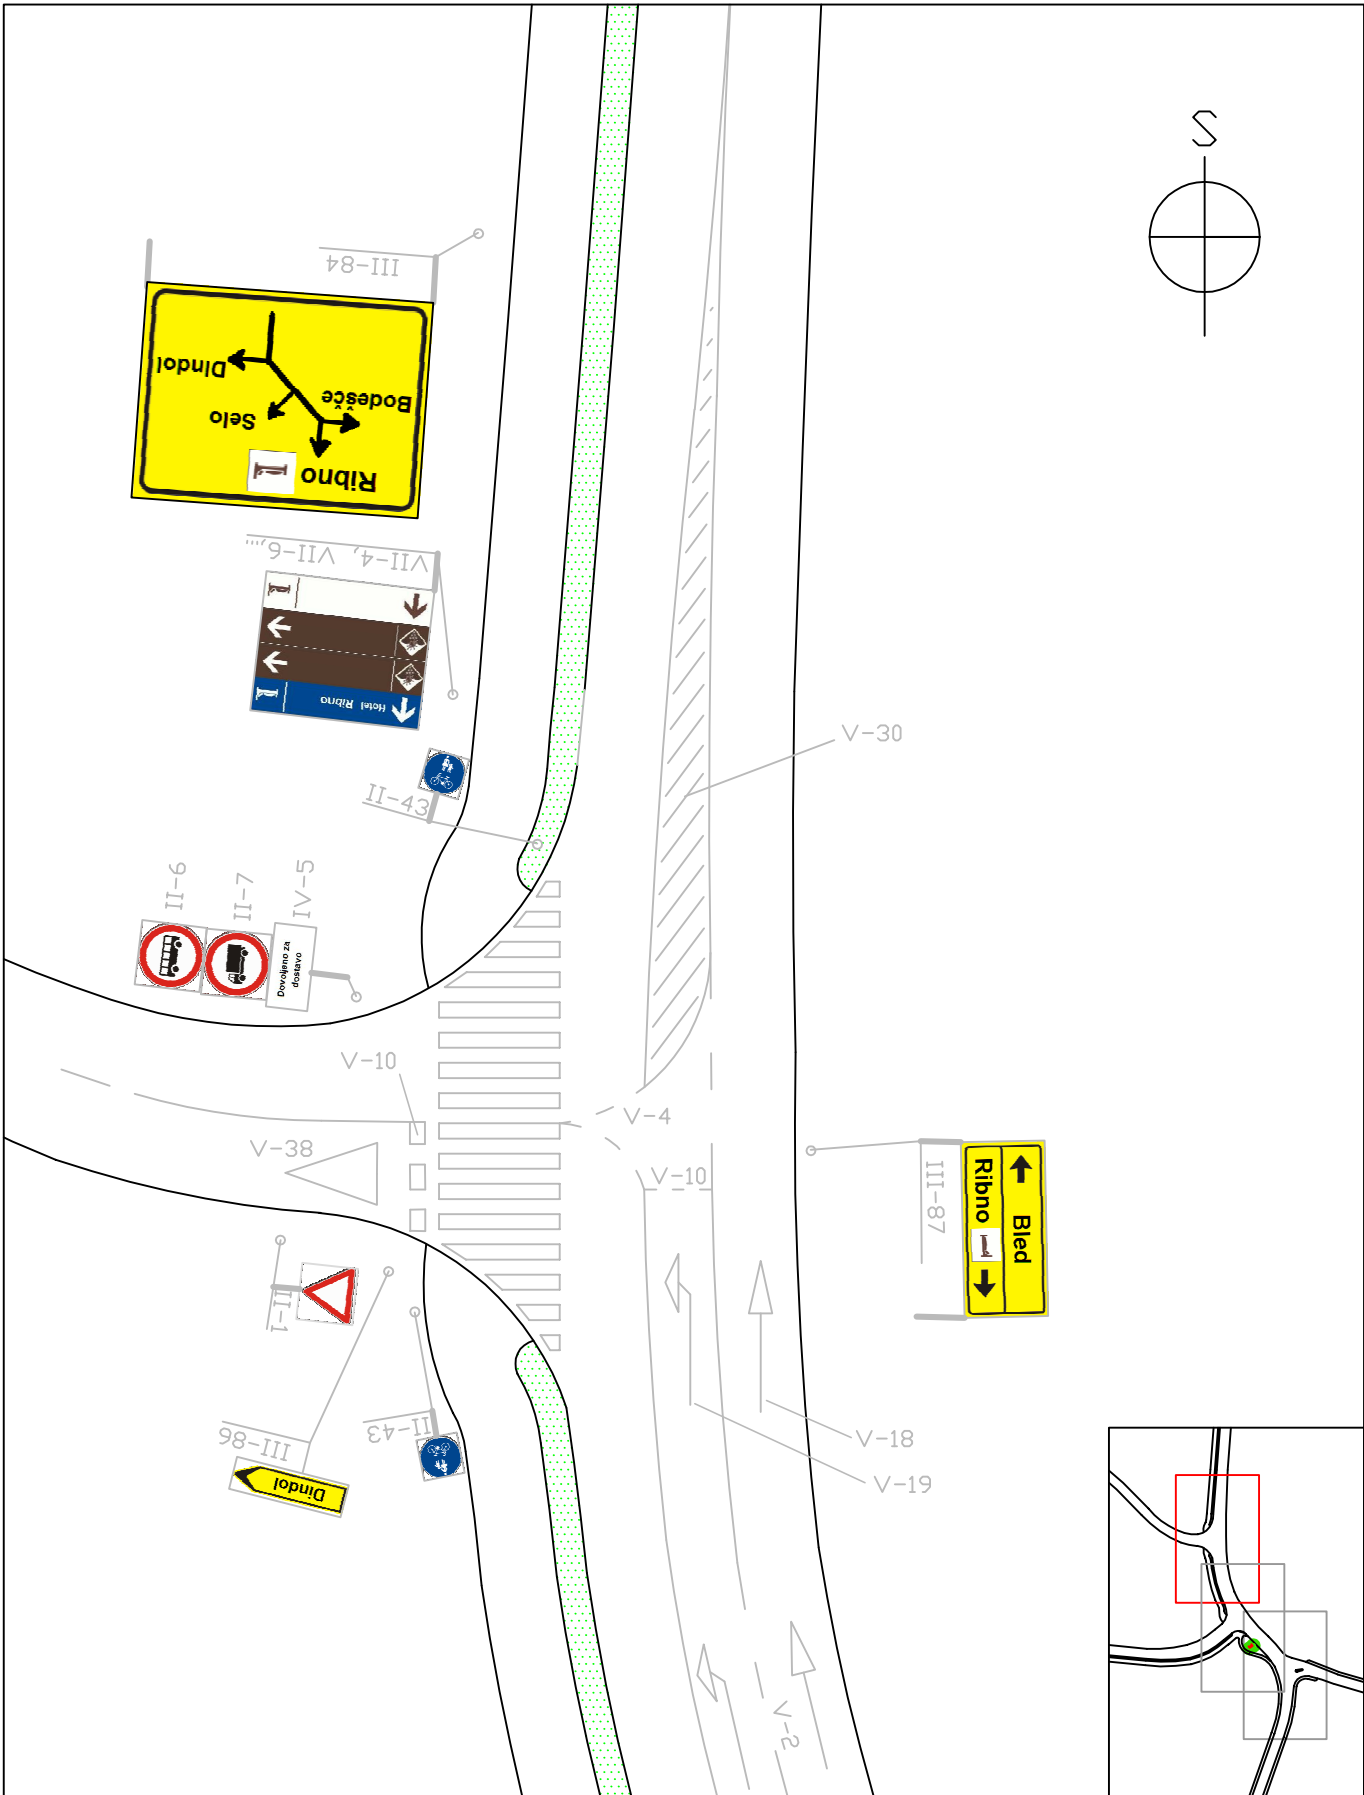 S
III-84
Dindol
Bodešče
Selo
Ribno
VII-4, VII-6,...
Hotel Ribno
V-30
II-43
II-6
II-7
IV-5
Dovoljeno za
dostavo
V-10
V-4
V-38
V-10
III-87
Bled
Ribno
II-1
II-43
III-86
Dindol
V-18
V-19
V-2